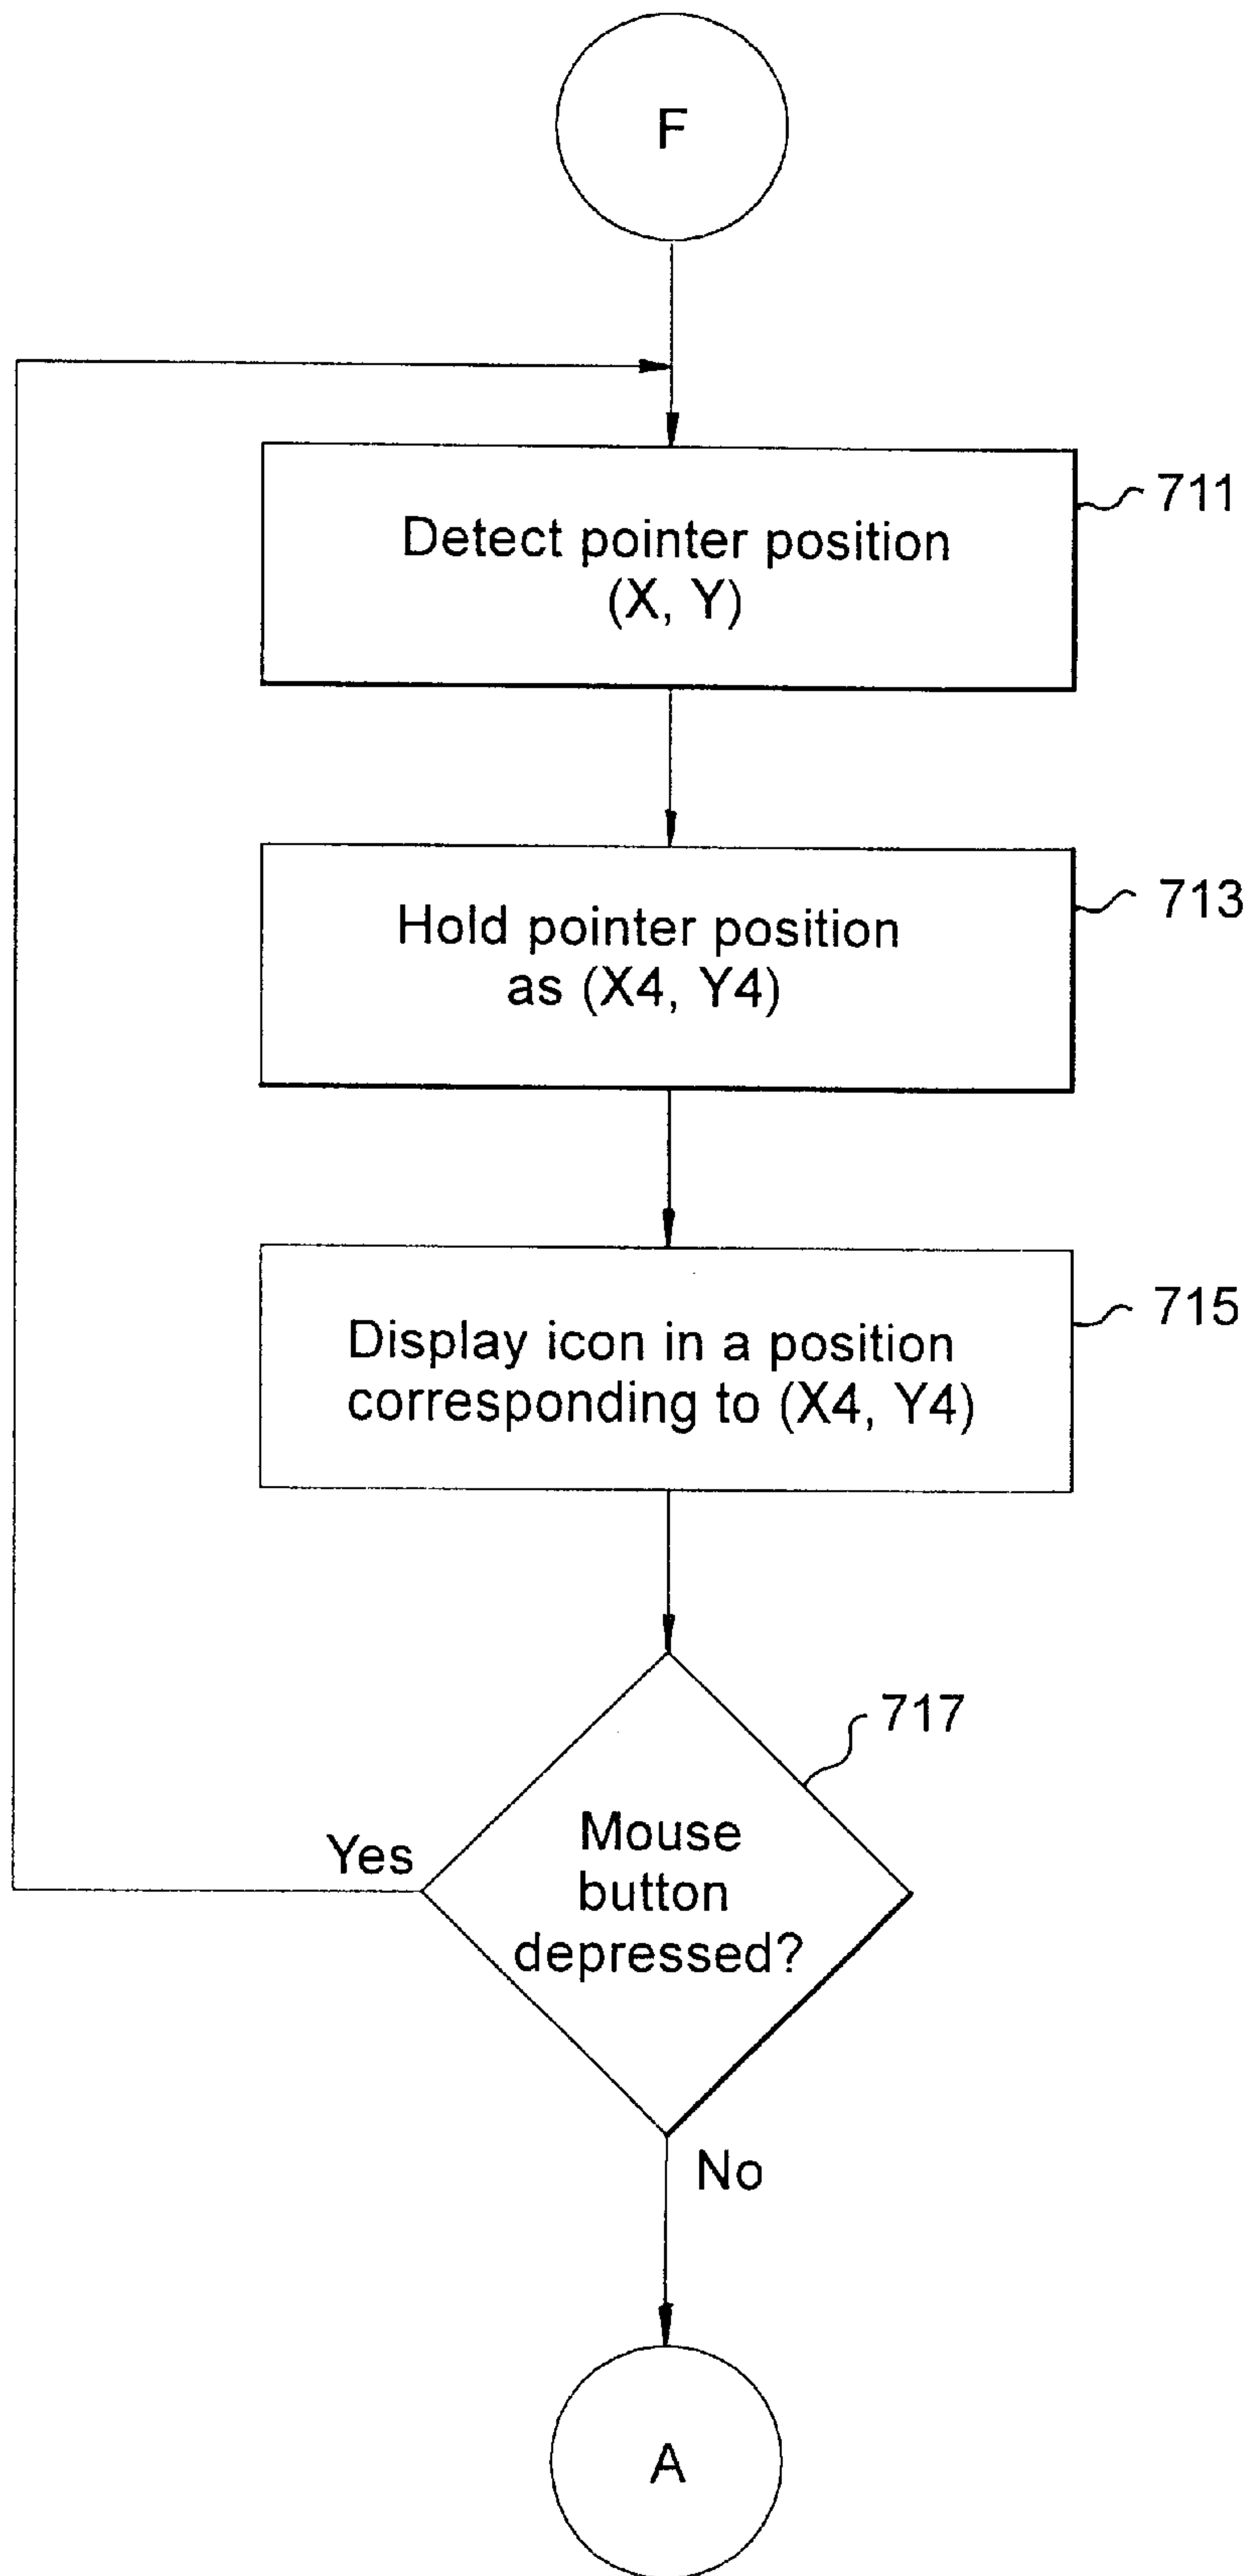 F
Detect pointer position
(X, Y)
711
Hold pointer position
as (X4, Y4)
713
Display icon in a position
corresponding to (X4, Y4)
715
717
Mouse
button
depressed?
Yes
No
A